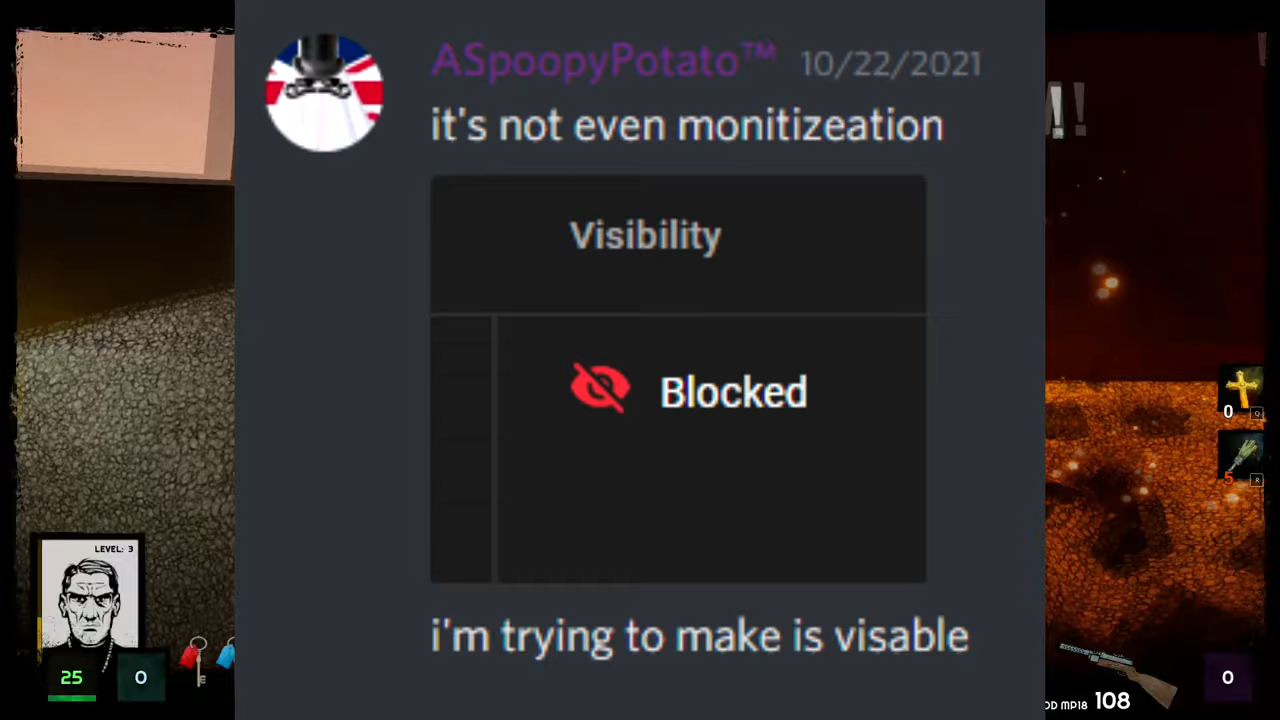 ASpoopyPotato™ 10/22/2021
it's not even monitizeation
Visibility
Blocked
i'm trying to make is visable
!!
0
Q
5
R
LEVEL: 3
25
0
MP18 108
0